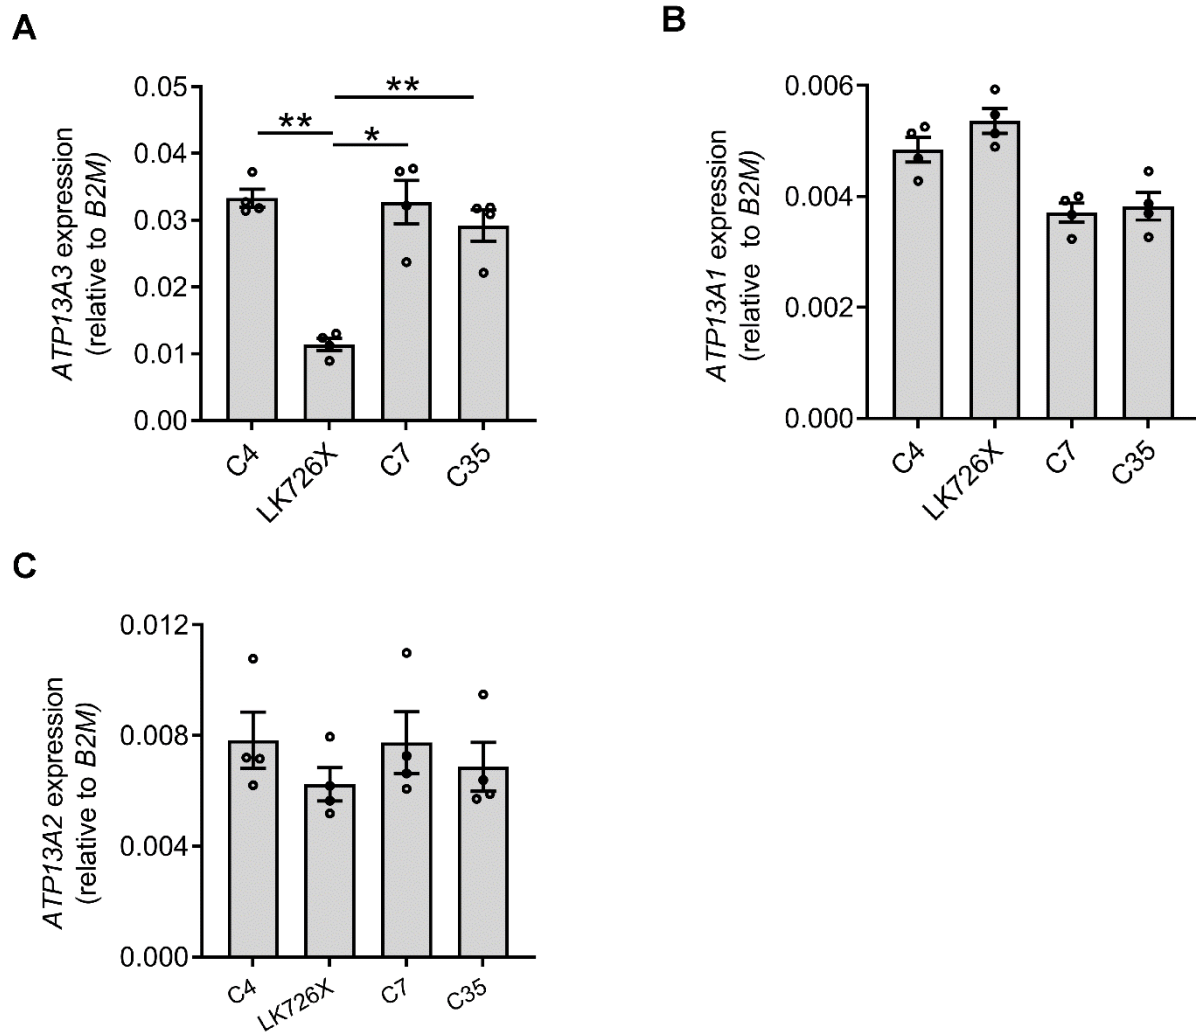 A
ATP13A3 expression
(relative to B2M)
0.05
0.04
0.03
0.02
0.01
0.00
**
**
*
C4
LK726X
C7
C35
B
ATP13A1 expression
(relative to B2M)
0.006
0.004
0.002
0.000
C4
LK726X
C7
C35
C
ATP13A2 expression
(relative to B2M)
0.012
0.008
0.004
0.000
C4
LK726X
C7
C35